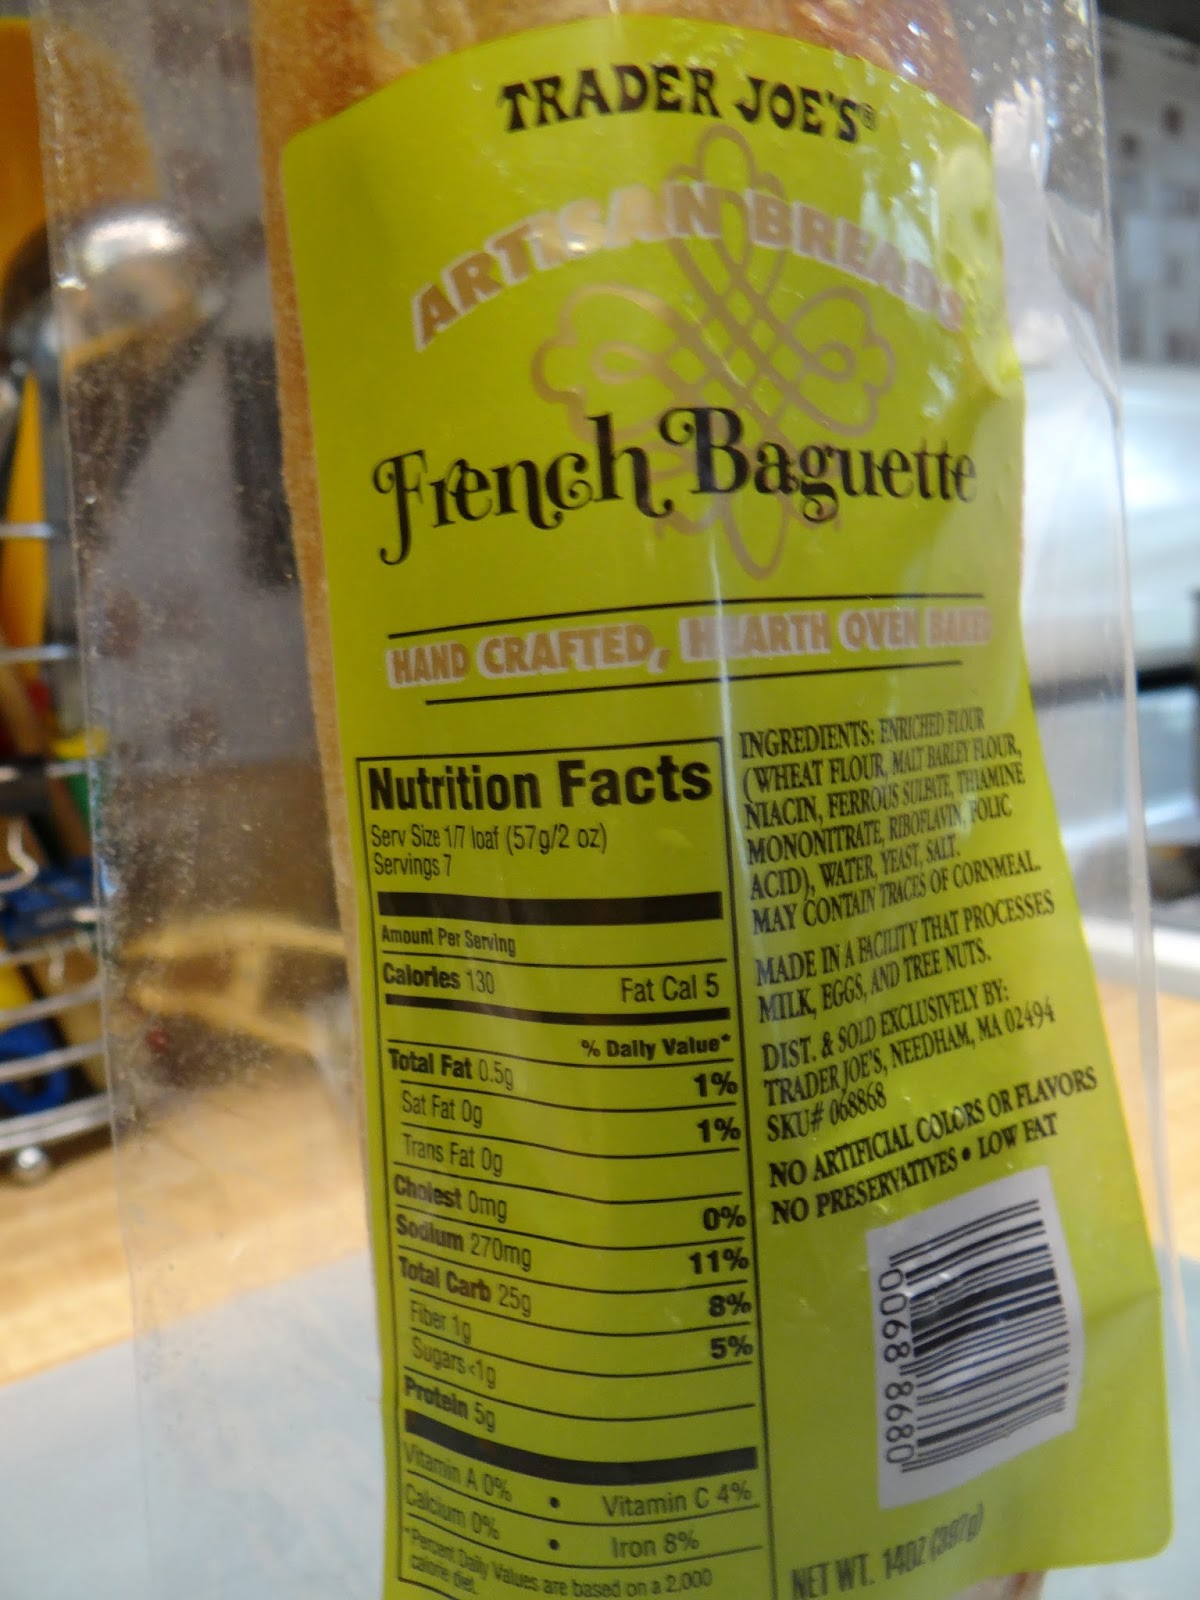 TRADER JOE'S®
ARTISAN BREADS
French Baguette
HAND CRAFTED, HEARTH OVEN BAKED
Nutrition Facts
Serv Size 1/7 loaf (57g/2 oz)
Servings 7
Amount Per Serving
Calories 130 Fat Cal 5
% Daily Value*
Total Fat 0.5g 1%
Sat Fat 0g 1%
Trans Fat 0g
Cholest 0mg 0%
Sodium 270mg 11%
Total Carb 25g 8%
Fiber 1g 5%
Sugars <1g
Protein 5g
Vitamin A 0% • Vitamin C 4%
Calcium 0% • Iron 8%
*Percent Daily Values are based on a 2,000
calorie diet.
INGREDIENTS: ENRICHED FLOUR
(WHEAT FLOUR, MALT BARLEY FLOUR,
NIACIN, FERROUS SULFATE, THIAMINE
MONONITRATE, RIBOFLAVIN, FOLIC
ACID), WATER, YEAST, SALT.
MAY CONTAIN TRACES OF CORNMEAL.
MADE IN A FACILITY THAT PROCESSES
MILK, EGGS, AND TREE NUTS.
DIST. & SOLD EXCLUSIVELY BY:
TRADER JOE'S, NEEDHAM, MA 02494
SKU# 068868
NO ARTIFICIAL COLORS OR FLAVORS
NO PRESERVATIVES • LOW FAT
0068 8980
NET WT. 14OZ (397g)